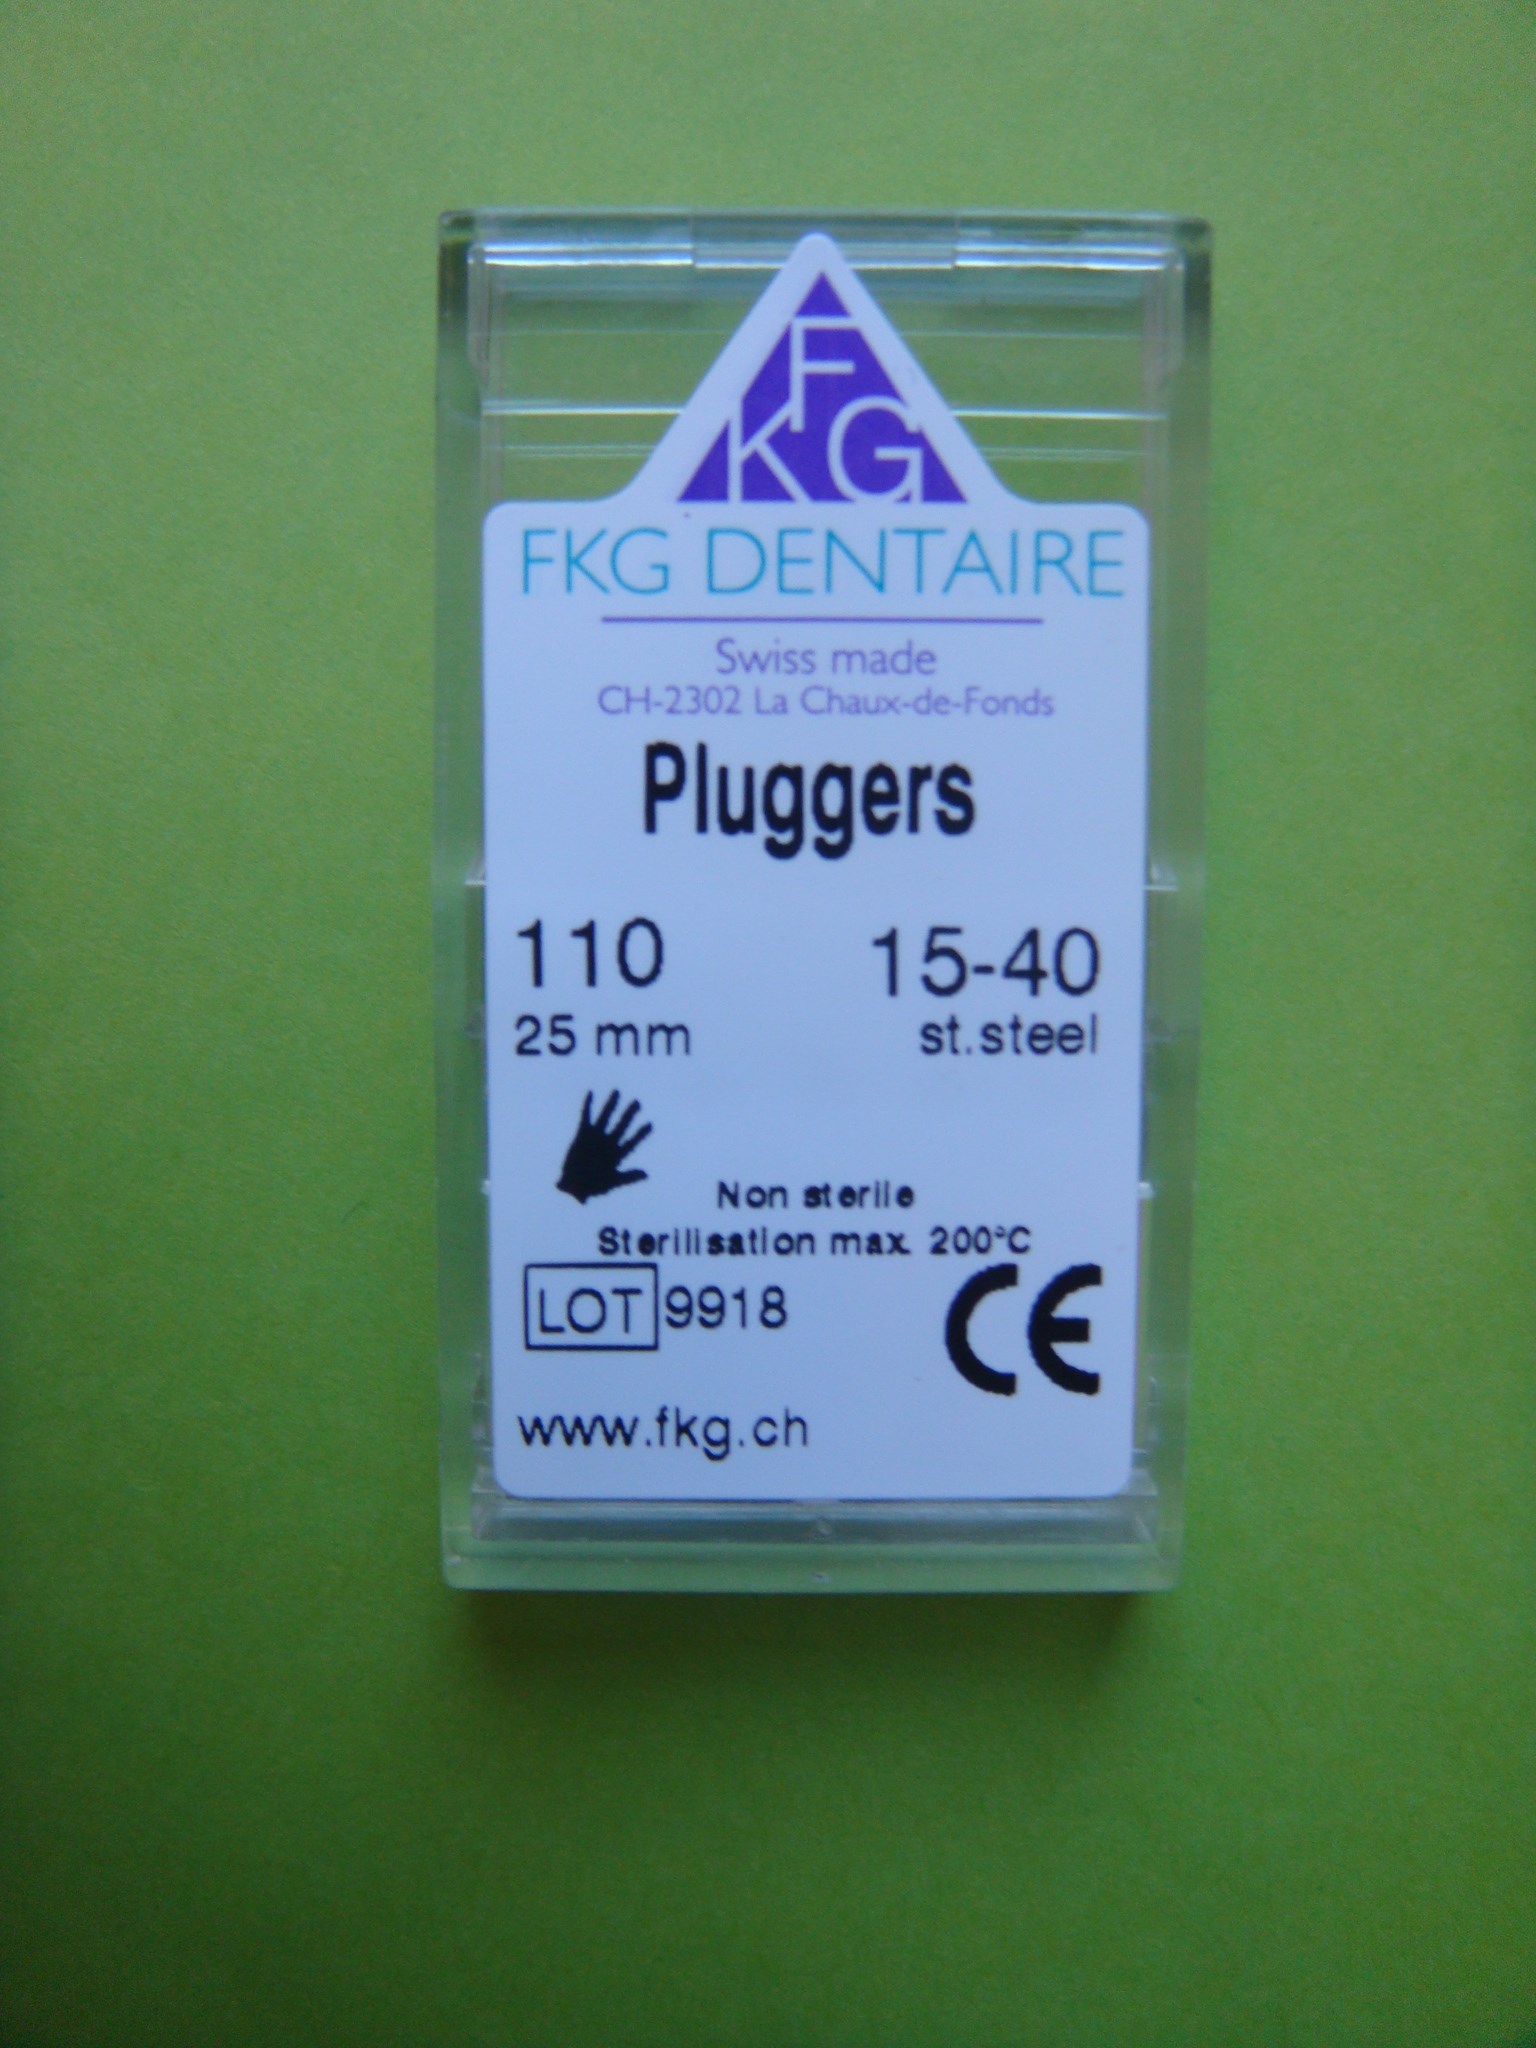 FKG
FKG DENTAIRE
Swiss made
CH-2302 La Chaux-de-Fonds
Pluggers
110 15-40
25 mm st.steel
Non sterile
Sterilisation max. 200°C
LOT 9918
CE
www.fkg.ch